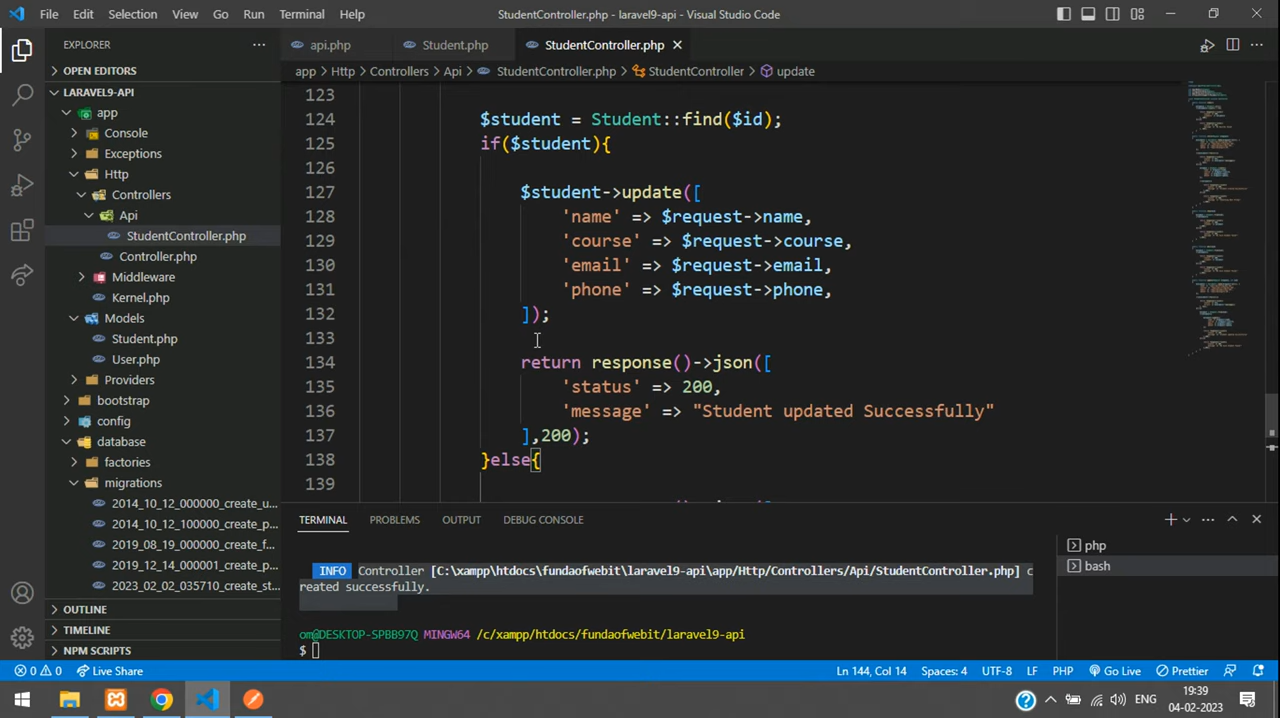 File Edit Selection View Go Run Terminal Help
StudentController.php - laravel9-api - Visual Studio Code
EXPLORER
OPEN EDITORS
LARAVEL9-API
app
Console
Exceptions
Http
Controllers
Api
StudentController.php
Controller.php
Middleware
Kernel.php
Models
Student.php
User.php
Providers
bootstrap
config
database
factories
migrations
2014_10_12_000000_create_u...
2014_10_12_100000_create_p...
2019_08_19_000000_create_f...
2019_12_14_000001_create_p...
2023_02_02_035710_create_st...
OUTLINE
TIMELINE
NPM SCRIPTS
api.php Student.php StudentController.php
app > Http > Controllers > Api > StudentController.php > StudentController > update
123
124 $student = Student::find($id);
125 if($student){
126
127 $student->update([
128 'name' => $request->name,
129 'course' => $request->course,
130 'email' => $request->email,
131 'phone' => $request->phone,
132 ]);
133
134 return response()->json([
135 'status' => 200,
136 'message' => "Student updated Successfully"
137 ],200);
138 }else{
139
TERMINAL PROBLEMS OUTPUT DEBUG CONSOLE
INFO Controller [C:\xampp\htdocs\fundaofwebit\laravel9-api\app/Http/Controllers/Api/StudentController.php] c
reated successfully.
om@DESKTOP-SPBB97Q MINGW64 /c/xampp/htdocs/fundaofwebit/laravel9-api
$
php
bash
0 0 Live Share Ln 144, Col 14 Spaces: 4 UTF-8 LF PHP Go Live Prettier
ENG
19:39
04-02-2023